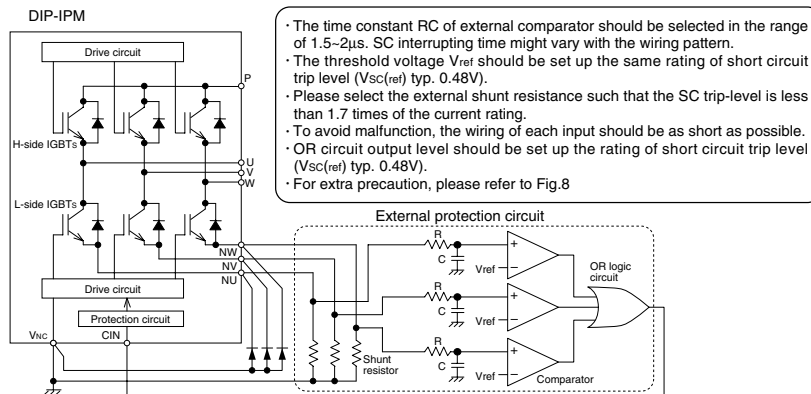 DIP-IPM
· The time constant RC of external comparator should be selected in the range
of 1.5~2μs. SC interrupting time might vary with the wiring pattern.
· The threshold voltage Vref should be set up the same rating of short circuit
trip level (VSC(ref) typ. 0.48V).
· Please select the external shunt resistance such that the SC trip-level is less
than 1.7 times of the current rating.
· To avoid malfunction, the wiring of each input should be as short as possible.
· OR circuit output level should be set up the rating of short circuit trip level
(VSC(ref) typ. 0.48V).
· For extra precaution, please refer to Fig.8
Drive circuit
P
H-side IGBTs
U
V
W
L-side IGBTs
External protection circuit
NW
NV
NU
Drive circuit
Protection circuit
VNC
CIN
Shunt
resistor
R
C
Vref
+
−
R
C
Vref
+
−
R
C
Vref
+
−
Comparator
OR logic
circuit